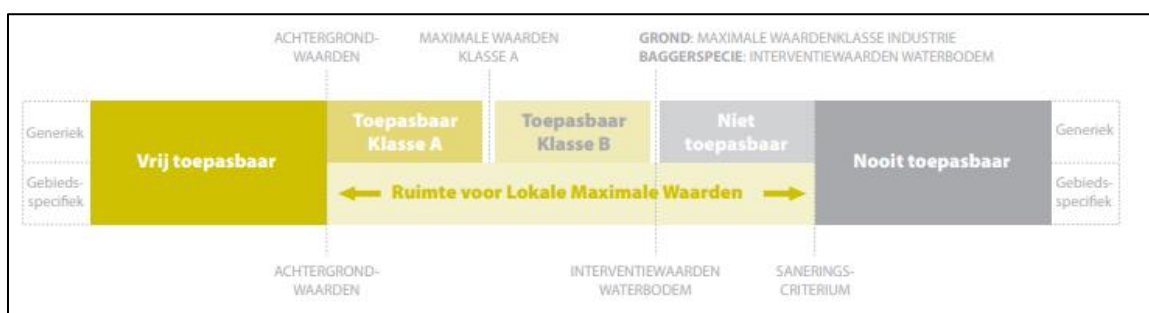 ACHTERGROND-
WAARDEN
MAXIMALE WAARDEN
KLASSE A
GROND: MAXIMALE WAARDENKLASSE INDUSTRIE
BAGGERSPECIE: INTERVENTIEWAARDEN WATERBODEM
Generiek
Gebieds-
specifiek
Vrij toepasbaar
Toepasbaar
Klasse A
Toepasbaar
Klasse B
Niet
toepasbaar
Ruimte voor Lokale Maximale Waarden
Nooit toepasbaar
Generiek
Gebieds-
specifiek
ACHTERGROND-
WAARDEN
INTERVENTIEWAARDEN
WATERBODEM
SANERINGS-
CRITERIUM